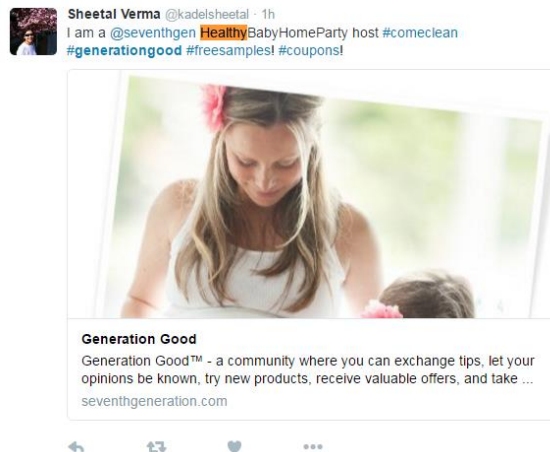 Sheetal Verma @kadelsheetal · 1h
I am a @seventhgen HealthyBabyHomeParty host #comeclean
#generationgood #freesamples! #coupons!
Generation Good
Generation Good™ - a community where you can exchange tips, let your
opinions be known, try new products, receive valuable offers, and take ...
seventhgeneration.com